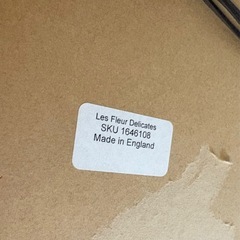 Les Fleur Delicates
SKU 1646108
Made in England